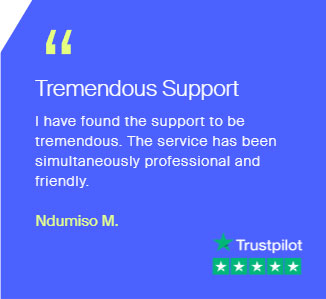 “
Tremendous Support
I have found the support to be
tremendous. The service has been
simultaneously professional and
friendly.
Ndumiso M.
Trustpilot